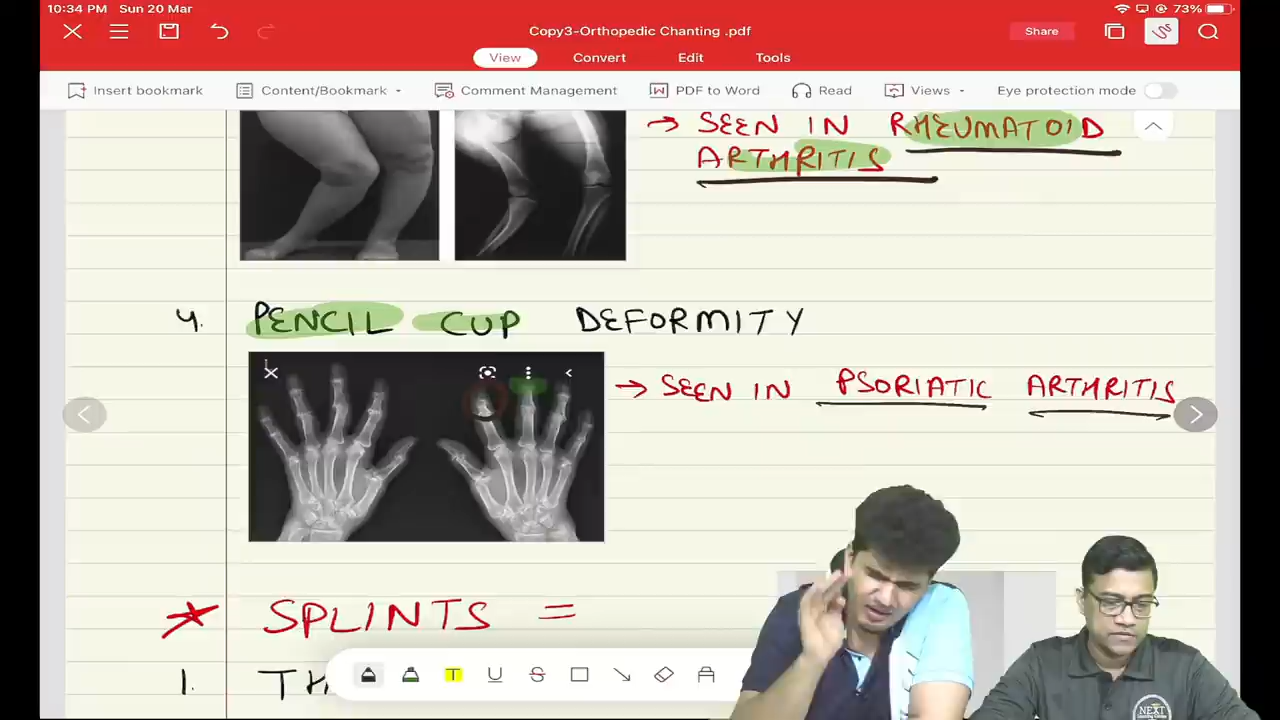 10:34 PM Sun 20 Mar
73%
Copy3-Orthopedic Chanting .pdf
Share
View Convert Edit Tools
Insert bookmark Content/Bookmark Comment Management PDF to Word Read Views Eye protection mode
→ SEEN IN RHEUMATOID
ARTHRITIS
4. PENCIL CUP DEFORMITY
→ SEEN IN PSORIATIC ARTHRITIS
* SPLINTS =
1. TH
T U S
NEXT